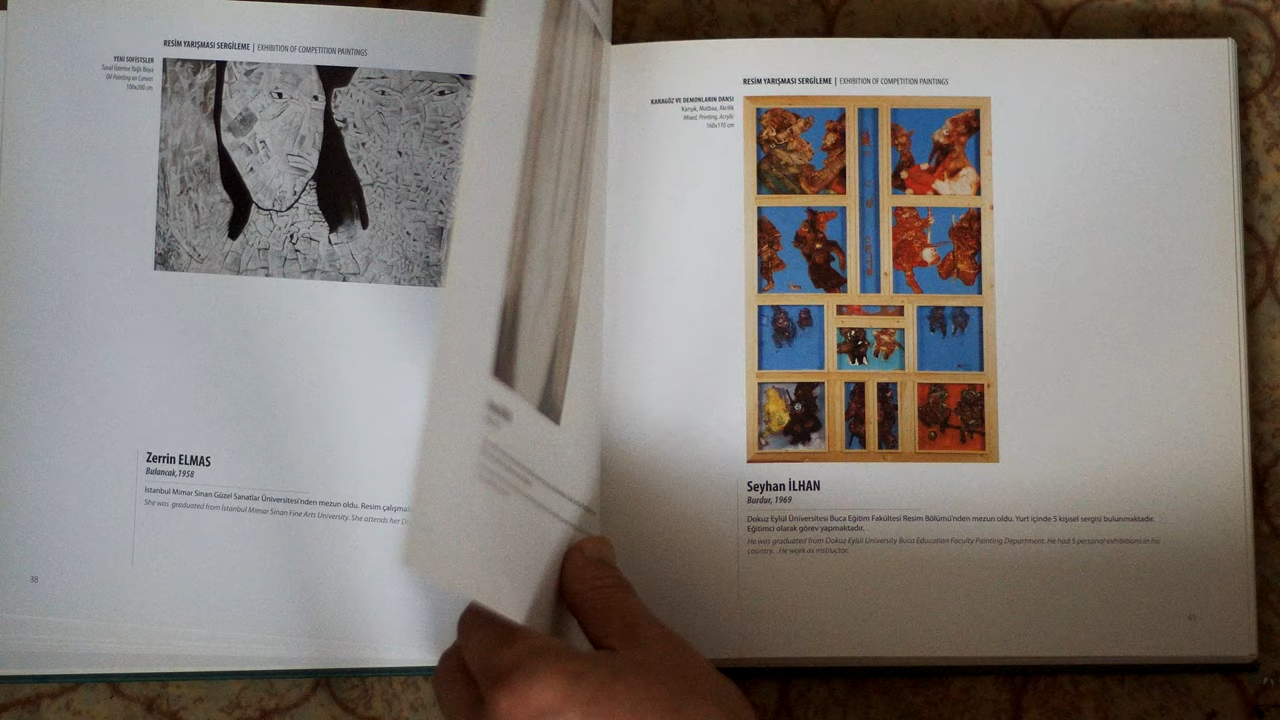 RESİM YARIŞMASI SERGİLEME | EXHIBITION OF COMPETITION PAINTINGS
YENİ SOFİSTLER
Tuval Üzerine Yağlı Boya
Oil Painting on Canvas
100x200 cm
Zerrin ELMAS
Bulancak, 1958
İstanbul Mimar Sinan Güzel Sanatlar Üniversitesi'nden mezun oldu. Resim
She was graduated from İstanbul Mimar Sinan Fine Arts University. She attends her
38
RESİM YARIŞMASI SERGİLEME | EXHIBITION OF COMPETITION PAINTINGS
KARAGÖZ VE DEMONLARIN DANSI
Karışık, Matbaa, Akrilik
Mixed, Printing, Acrylic
160x110 cm
Seyhan İLHAN
Burdur, 1969
Dokuz Eylül Üniversitesi Buca Eğitim Fakültesi Resim Bölümü'nden mezun oldu. Yurt içinde 5 kişisel sergisi bulunmaktadır.
Eğitimci olarak görev yapmaktadır.
He was graduated from Dokuz Eylül University Buca Education Faculty Painting Department. He had 5 personal exhibitions in his
country. . He work as instructor.